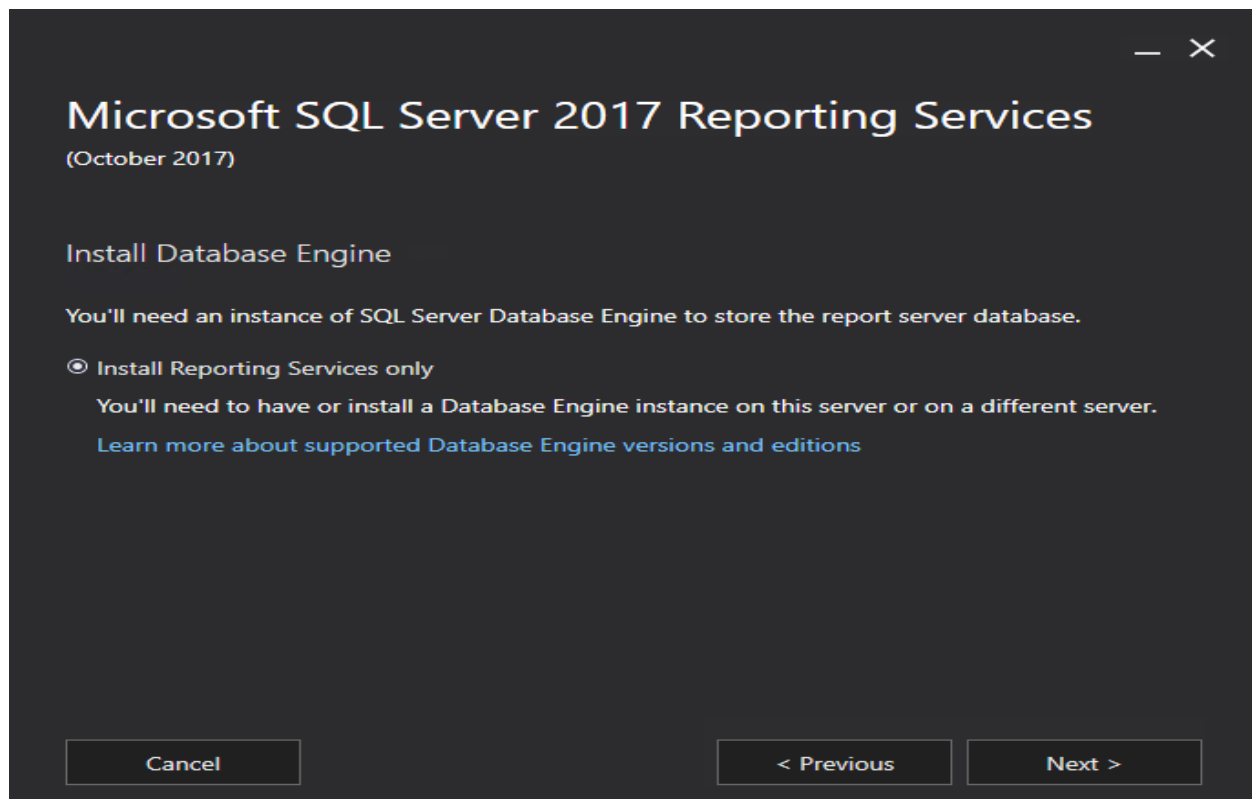 Microsoft SQL Server 2017 Reporting Services
(October 2017)
Install Database Engine
You'll need an instance of SQL Server Database Engine to store the report server database.
Install Reporting Services only
You'll need to have or install a Database Engine instance on this server or on a different server.
Learn more about supported Database Engine versions and editions
Cancel
< Previous
Next >